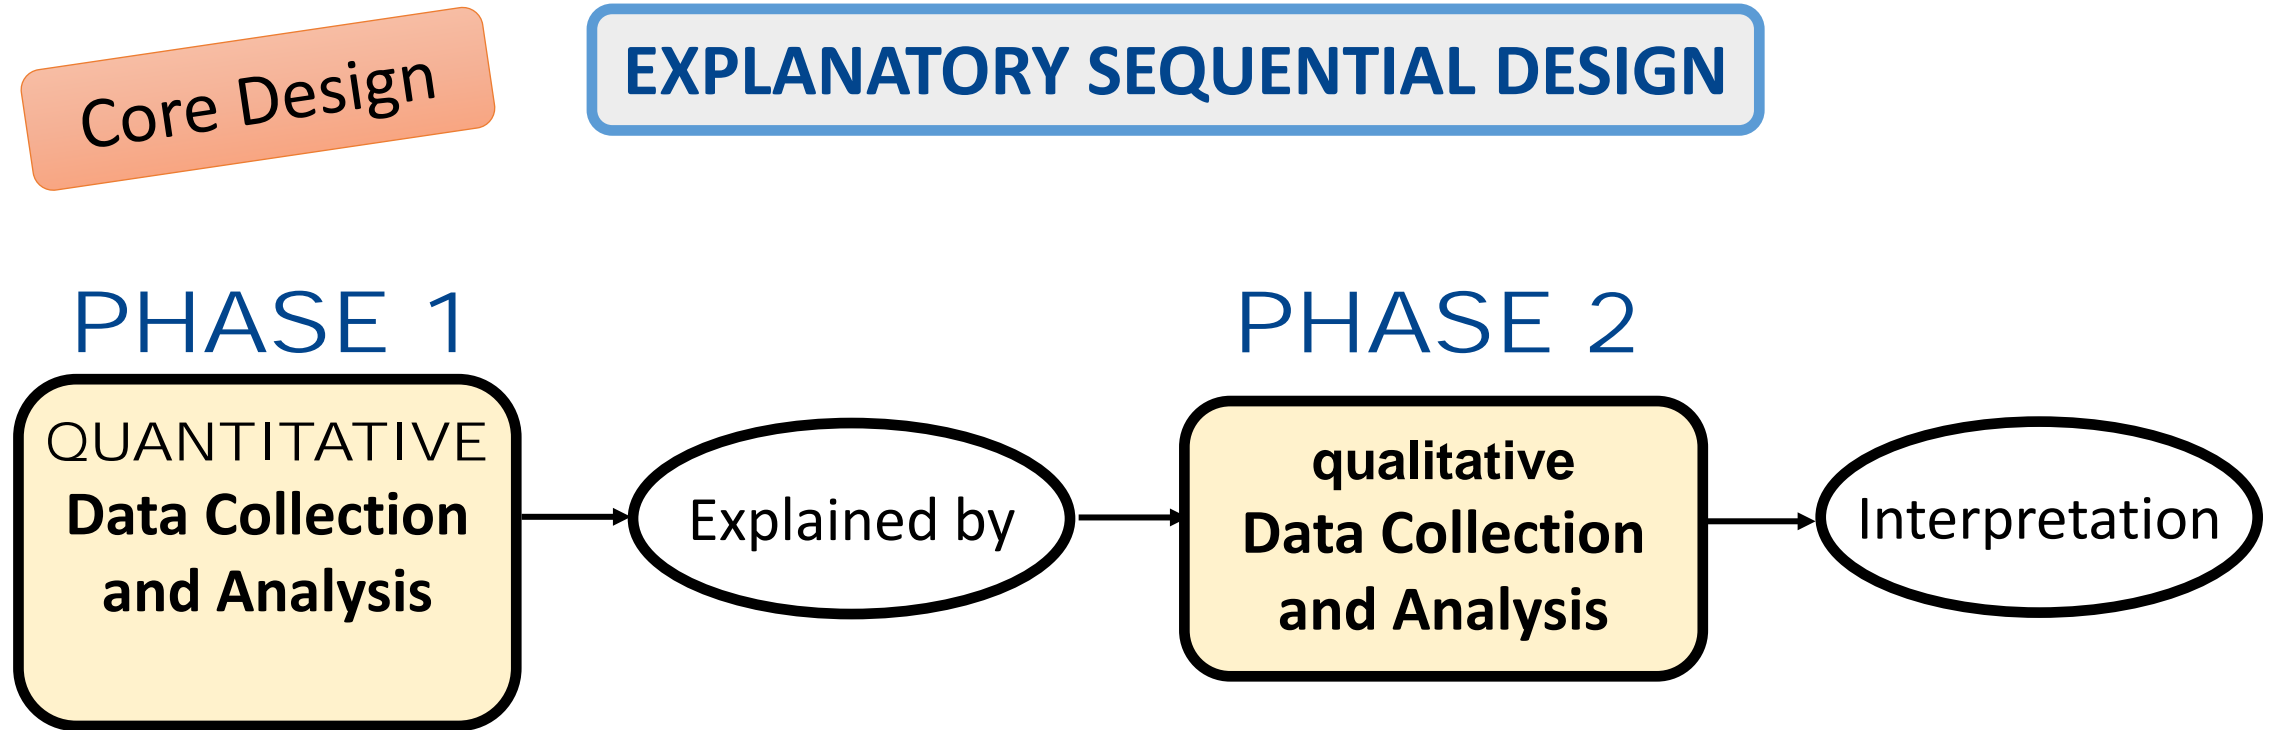 Core Design
EXPLANATORY SEQUENTIAL DESIGN
PHASE 1
QUANTITATIVE
Data Collection
and Analysis
Explained by
PHASE 2
qualitative
Data Collection
and Analysis
Interpretation